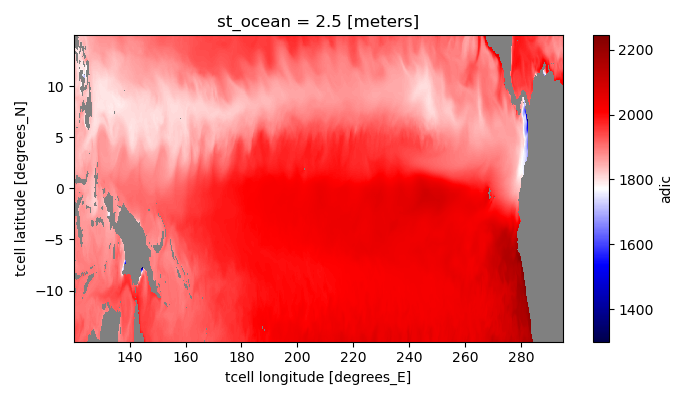 st_ocean = 2.5 [meters]
tcell latitude [degrees_N]
10
5
0
−5
−10
140 160 180 200 220 240 260 280
tcell longitude [degrees_E]
2200
2000
1800
1600
1400
adic